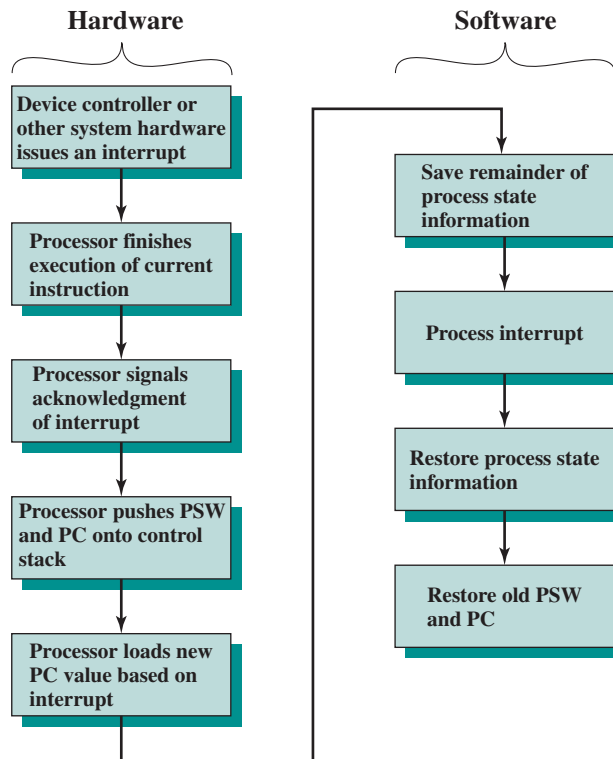 Hardware
Device controller or
other system hardware
issues an interrupt
Processor finishes
execution of current
instruction
Processor signals
acknowledgment
of interrupt
Processor pushes PSW
and PC onto control
stack
Processor loads new
PC value based on
interrupt
Software
Save remainder of
process state
information
Process interrupt
Restore process state
information
Restore old PSW
and PC